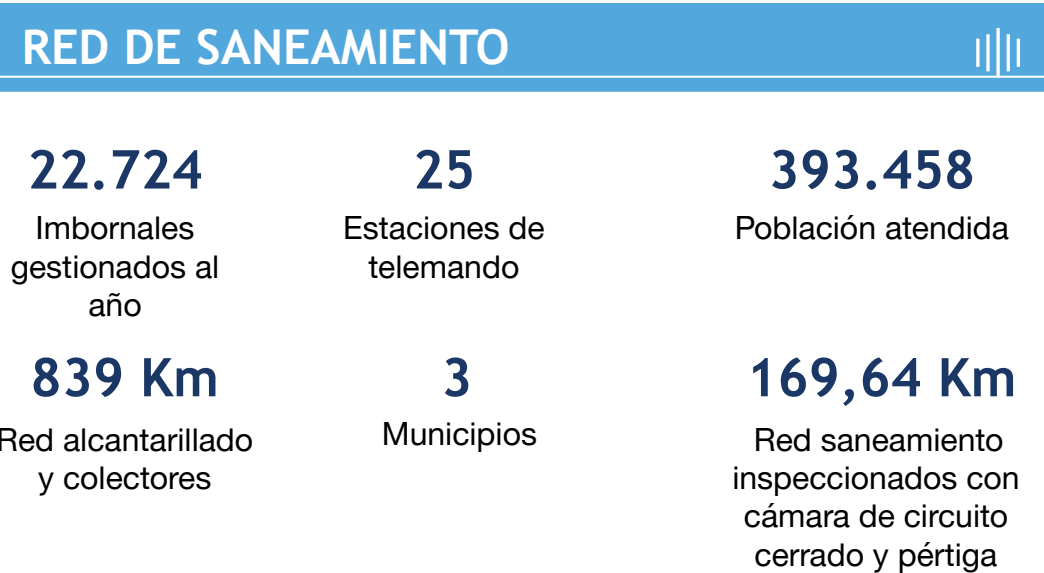 RED DE SANEAMIENTO
22.724
Imbornales
gestionados al
año
25
Estaciones de
telemando
393.458
Población atendida
839 Km
Red alcantarillado
y colectores
3
Municipios
169,64 Km
Red saneamiento
inspeccionados con
cámara de circuito
cerrado y pértiga